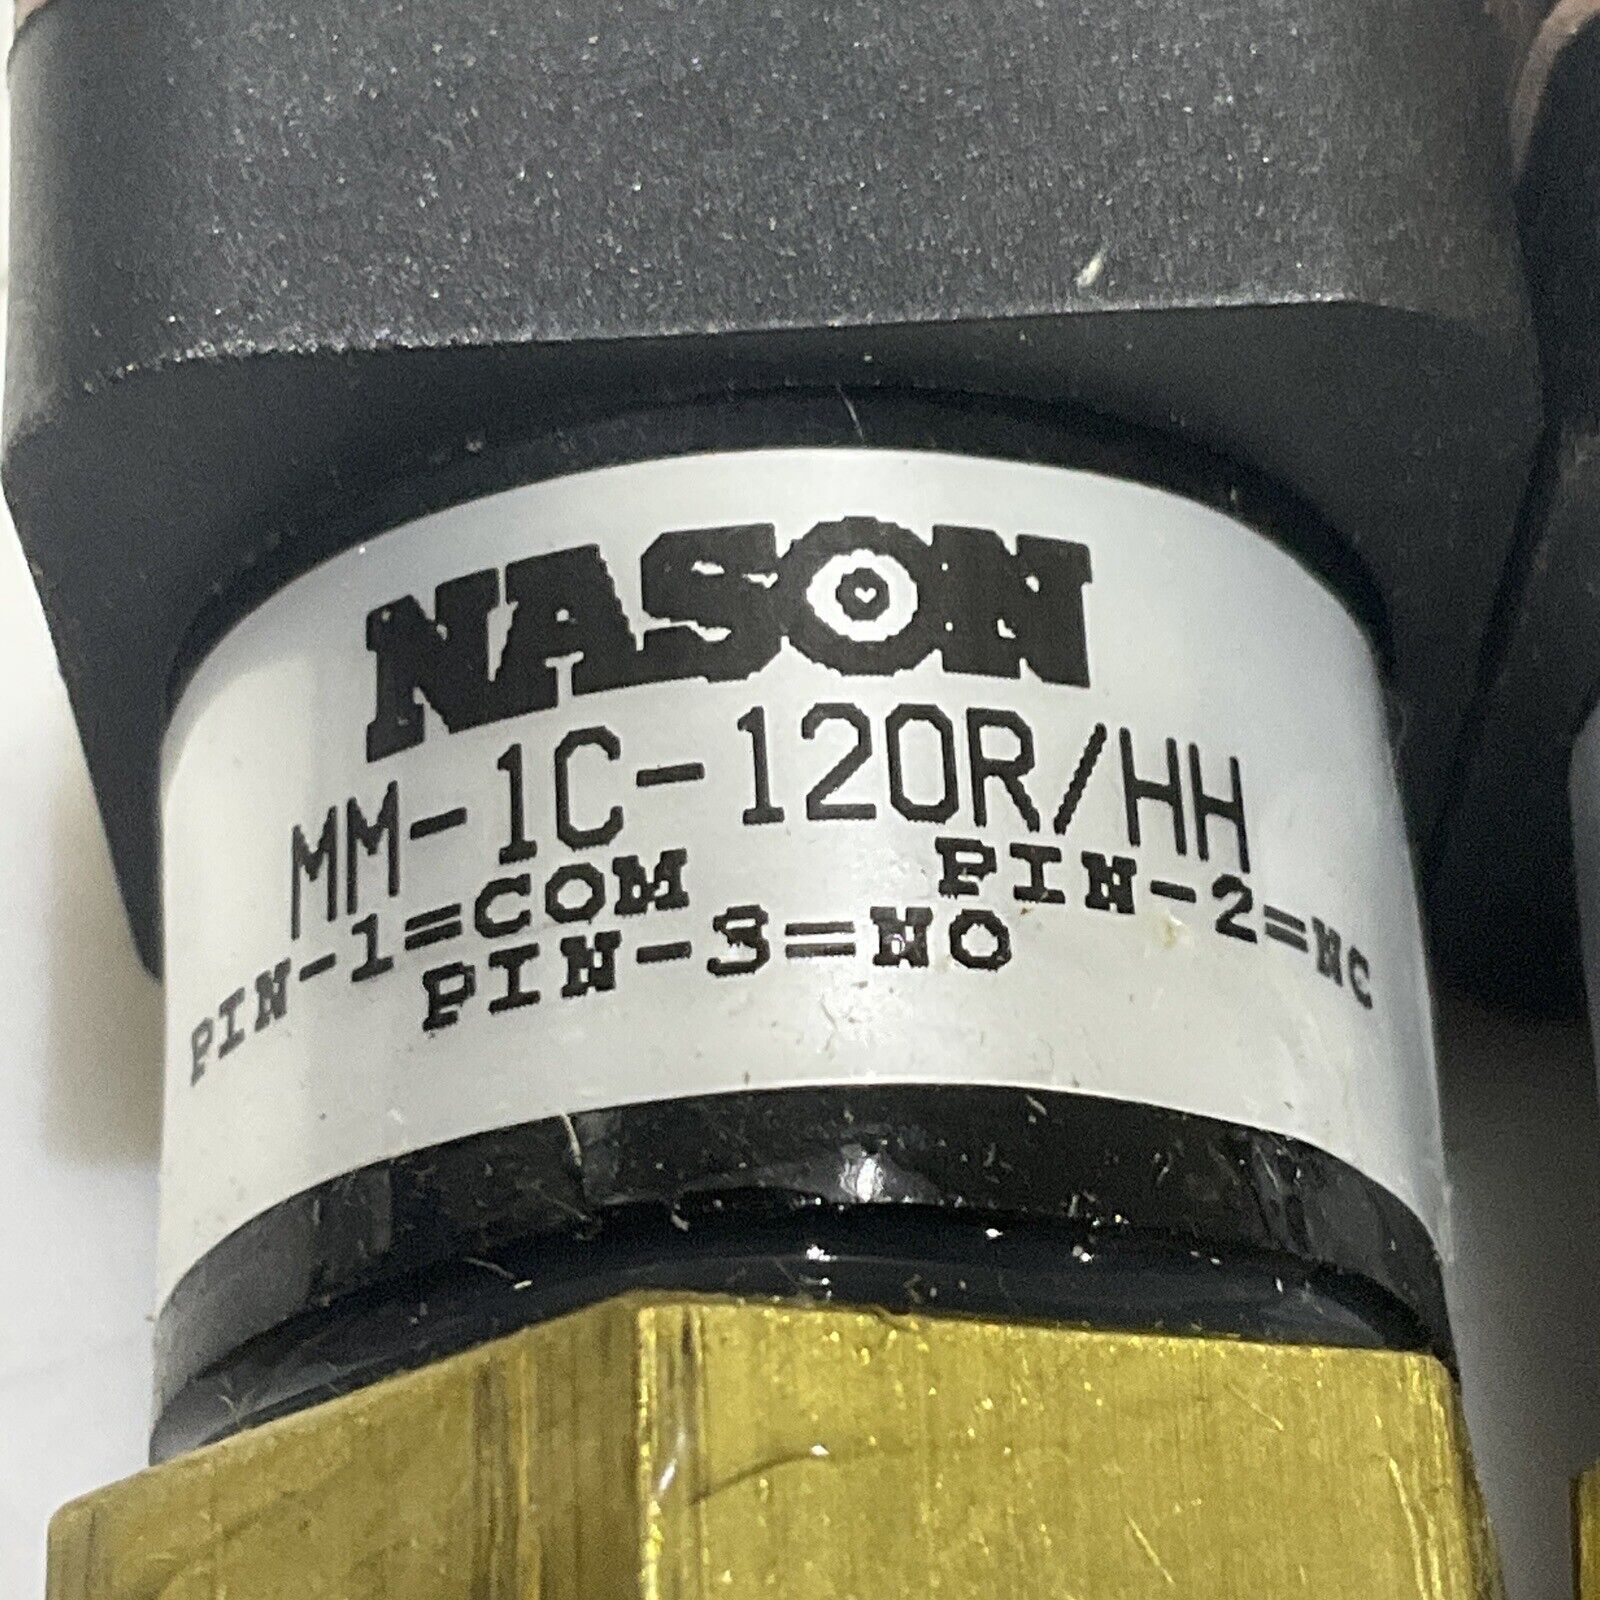 NASON
MM-1C-120R/HH
PIN-1=COM PIN-2=NC
PIN-3=NO